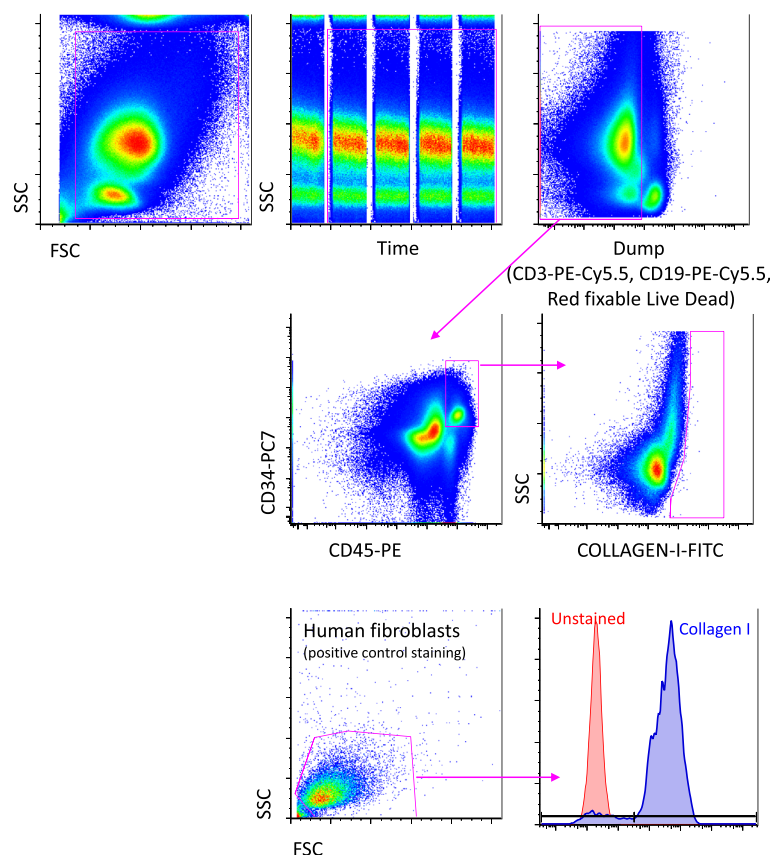 SSC
FSC
SSC
Time
SSC
Dump
(CD3-PE-Cy5.5, CD19-PE-Cy5.5,
Red fixable Live Dead)
CD34-PC7
CD45-PE
SSC
COLLAGEN-I-FITC
Human fibroblasts
(positive control staining)
SSC
FSC
Unstained
Collagen I